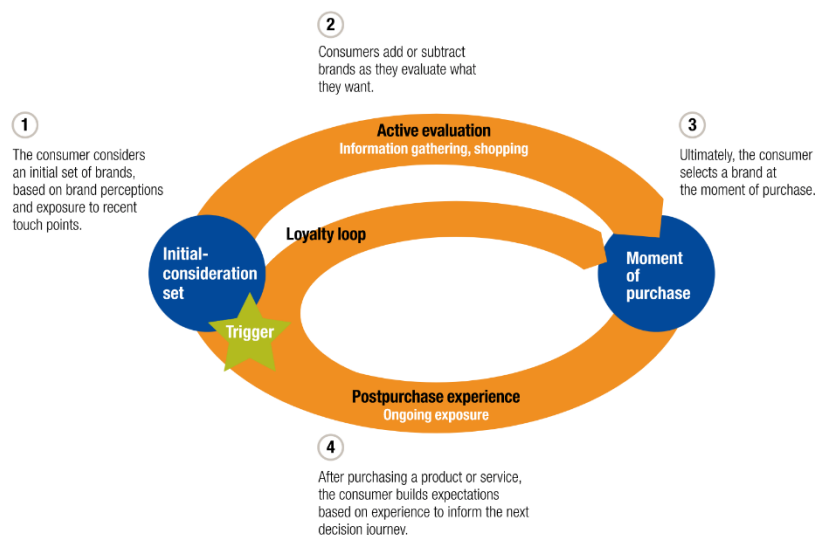 1
The consumer considers
an initial set of brands,
based on brand perceptions
and exposure to recent
touch points.
2
Consumers add or subtract
brands as they evaluate what
they want.
3
Ultimately, the consumer
selects a brand at
the moment of purchase.
Active evaluation
Information gathering, shopping
Loyalty loop
Initial-
consideration
set
Trigger
Moment
of
purchase
Postpurchase experience
Ongoing exposure
4
After purchasing a product or service,
the consumer builds expectations
based on experience to inform the next
decision journey.